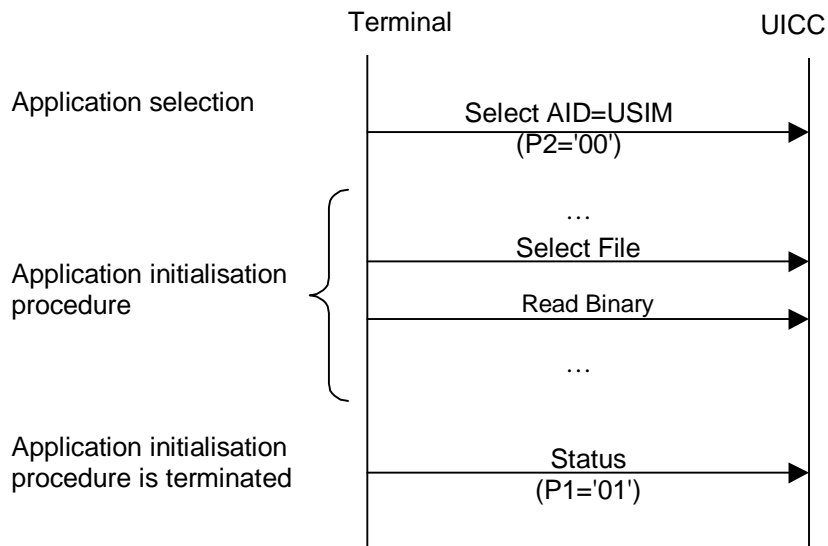 Terminal
UICC
Application selection
Select AID=USIM
(P2='00')
…
Select File
Application initialisation
procedure
Read Binary
…
Application initialisation
procedure is terminated
Status
(P1='01')